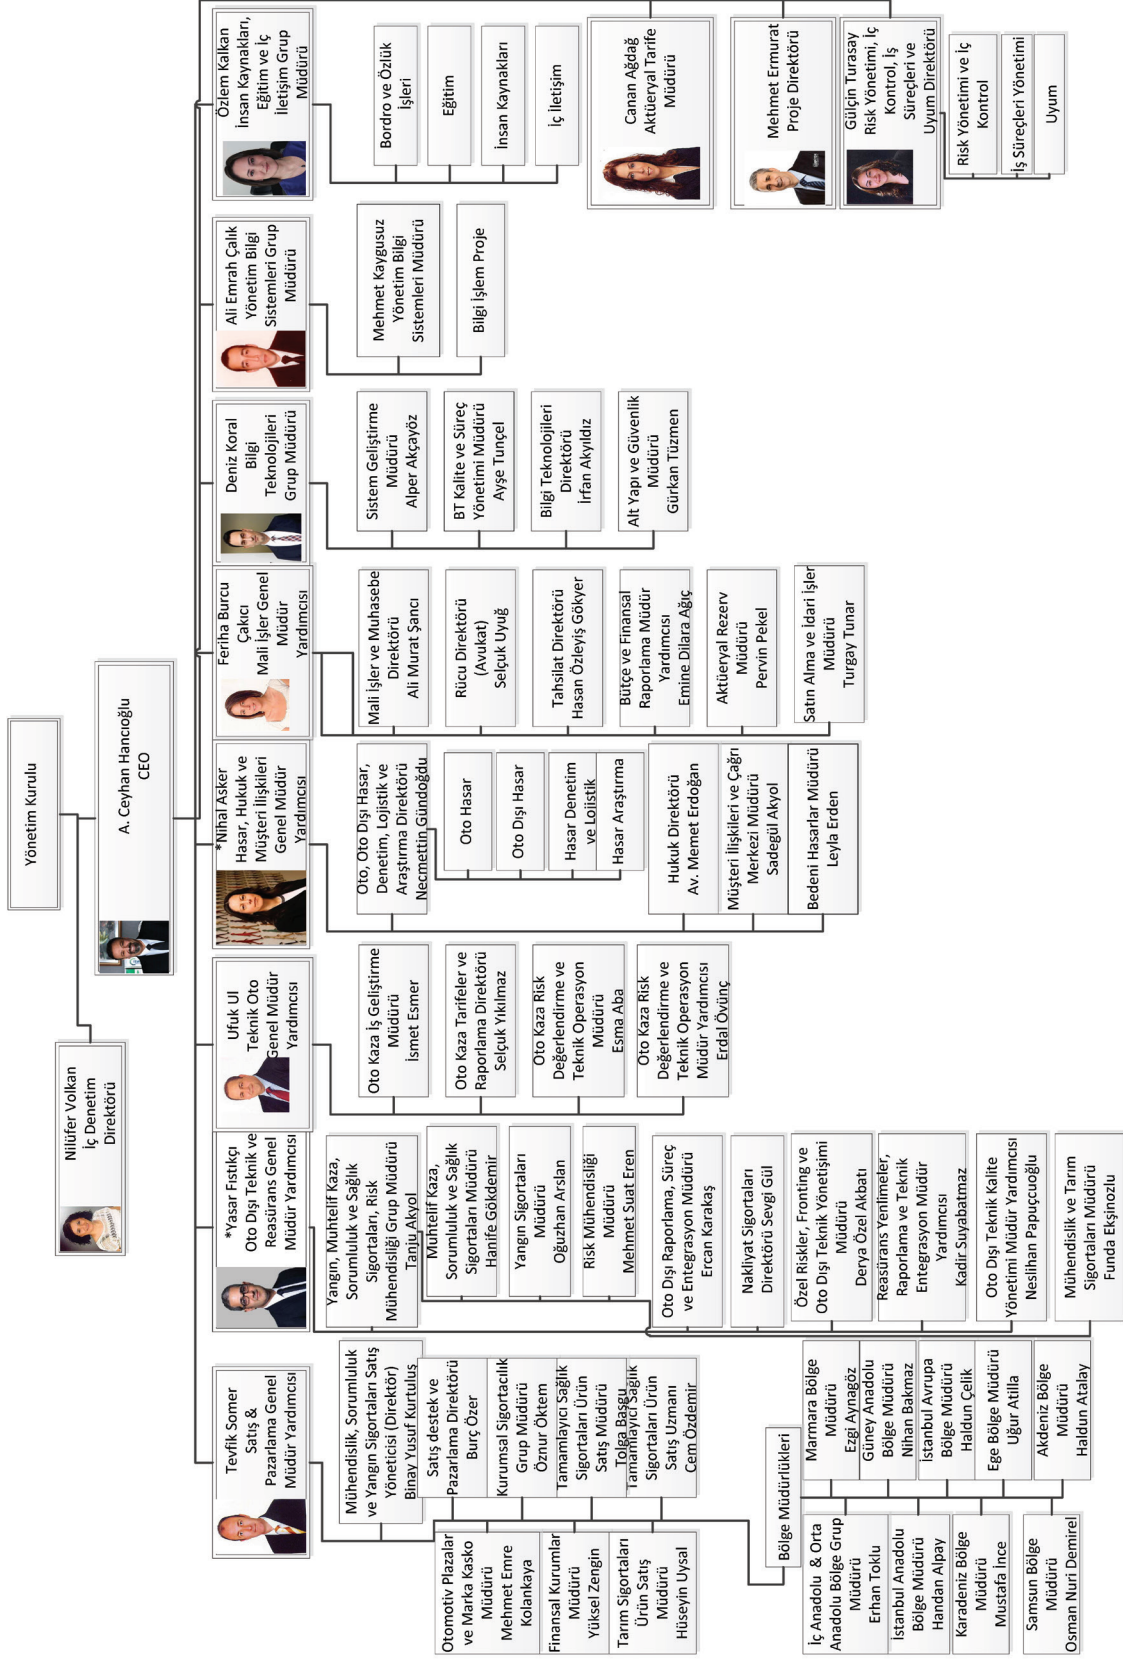 Yönetim Kurulu
Nilüfer Volkan
İç Denetim
Direktörü
A. Ceyhan Hancıoğlu
CEO
Tevfik Somer
Satış &
Pazarlama Genel
Müdür Yardımcısı
Mühendislik, Sorumluluk
ve Yangın Sigortaları Satış
Yöneticisi (Direktör)
Binay Yusuf Kurtuluş
Satış destek ve
Pazarlama Direktörü
Burç Özer
Kurumsal Sigortacılık
Grup Müdürü
Öznur Öktem
Tamamlayıcı Sağlık
Sigortaları Ürün
Satış Müdürü
Tolga Basgu
Tamamlayıcı Sağlık
Sigortaları Ürün
Satış Uzmanı
Cem Özdemir
Otomotiv Plazalar
ve Marka Kasko
Müdürü
Mehmet Emre
Kolankaya
Finansal Kurumlar
Müdürü
Yüksel Zengin
Tarım Sigortaları
Ürün Satış
Müdürü
Hüseyin Uysal
Bölge Müdürlükleri
İç Anadolu & Orta
Anadolu Bölge Grup
Müdürü
Erhan Toklu
İstanbul Anadolu
Bölge Müdürü
Handan Alpay
Karadeniz Bölge
Müdürü
Mustafa İnce
Samsun Bölge
Müdürü
Osman Nuri Demirel
Marmara Bölge
Müdürü
Ezgi Aynagöz
Güney Anadolu
Bölge Müdürü
Nihan Bakmaz
İstanbul Avrupa
Bölge Müdürü
Haldun Çelik
Ege Bölge Müdürü
Uğur Atilla
Akdeniz Bölge
Müdürü
Haldun Atalay
*Yasar Fıstıkçı
Oto Dışı Teknik ve
Reasürans Genel
Müdür Yardımcısı
Yangın, Muhtelif Kaza,
Sorumluluk ve Sağlık
Sigortaları, Risk
Mühendisliği Grup Müdürü
Tanju Akyol
Muhtelif Kaza,
Sorumluluk ve Sağlık
Sigortaları Müdürü
Hanife Gökdemir
Yangın Sigortaları
Müdürü
Oğuzhan Arslan
Risk Mühendisliği
Müdürü
Mehmet Suat Eren
Oto Dışı Raporlama, Süreç
ve Entegrasyon Müdürü
Ercan Karakaş
Nakliyat Sigortaları
Direktörü Sevgi Gül
Özel Riskler, Fronting ve
Oto Dışı Teknik Yönetişimi
Müdürü
Derya Özel Akbatı
Reasürans Yenlimeler,
Raporlama ve Teknik
Entegrasyon Müdür
Yardımcısı
Kadir Suyabatmaz
Oto Dışı Teknik Kalite
Yönetimi Müdür Yardımcısı
Neslihan Papuççuoğlu
Mühendislik ve Tarım
Sigortaları Müdürü
Funda Ekşinozlu
Ufuk Ul
Teknik Oto
Genel Müdür
Yardımcısı
Oto Kaza İş Geliştirme
Müdürü
İsmet Esmer
Oto Kaza Tarifeler ve
Raporlama Direktörü
Selçuk Yıkılmaz
Oto Kaza Risk
Değerlendirme ve
Teknik Operasyon
Müdürü
Esma Aba
Oto Kaza Risk
Değerlendirme ve
Teknik Operasyon
Müdür Yardımcısı
Erdal Övünç
*Nihal Asker
Hasar, Hukuk ve
Müşteri İlişkileri
Genel Müdür
Yardımcısı
Oto, Oto Dışı Hasar,
Denetim, Lojistik ve
Araştırma Direktörü
Necmettin Gündoğdu
Oto Hasar
Oto Dışı Hasar
Hasar Denetim
ve Lojistik
Hasar Araştırma
Hukuk Direktörü
Av. Memet Erdoğan
Müşteri İlişkileri ve Çağrı
Merkezi Müdürü
Sadegül Akyol
Bedeni Hasarlar Müdürü
Leyla Erden
Feriha Burcu
Çakıcı
Mali İşler Genel
Müdür
Yardımcısı
Mali İşler ve Muhasebe
Direktörü
Ali Murat Şancı
Rücu Direktörü
(Avukat)
Selçuk Uyuğ
Tahsilat Direktörü
Hasan Özleyiş Gökyer
Bütçe ve Finansal
Raporlama Müdür
Yardımcısı
Emine Dilara Ağıç
Aktüeryal Rezerv
Müdürü
Pervin Pekel
Satın Alma ve İdari İşler
Müdürü
Turgay Tunar
Deniz Koral
Bilgi
Teknolojileri
Grup Müdürü
Sistem Geliştirme
Müdürü
Alper Akçayöz
BT Kalite ve Süreç
Yönetimi Müdürü
Ayşe Tunçel
Bilgi Teknolojileri
Direktörü
İrfan Akyıldız
Alt Yapı ve Güvenlik
Müdürü
Gürkan Tüzmen
Ali Emrah Çalık
Yönetim Bilgi
Sistemleri Grup
Müdürü
Mehmet Kaygusuz
Yönetim Bilgi
Sistemleri Müdürü
Bilgi İşlem Proje
Özlem Kalkan
İnsan Kaynakları,
Eğitim ve İç
İletişim Grup
Müdürü
Bordro ve Özlük
İşleri
Eğitim
İnsan Kaynakları
İç İletişim
Canan Ağdağ
Aktüeryal Tarife
Müdürü
Mehmet Ermurat
Proje Direktörü
Gülçin Turasay
Risk Yönetimi, İç
Kontrol, İş
Süreçleri ve
Uyum Direktörü
Risk Yönetimi ve İç
Kontrol
İş Süreçleri Yönetimi
Uyum